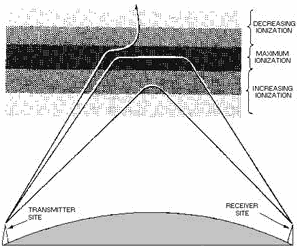 DECREASING
IONIZATION
MAXIMUM
IONIZATION
INCREASING
IONIZATION
TRANSMITTER
SITE
RECEIVER
SITE